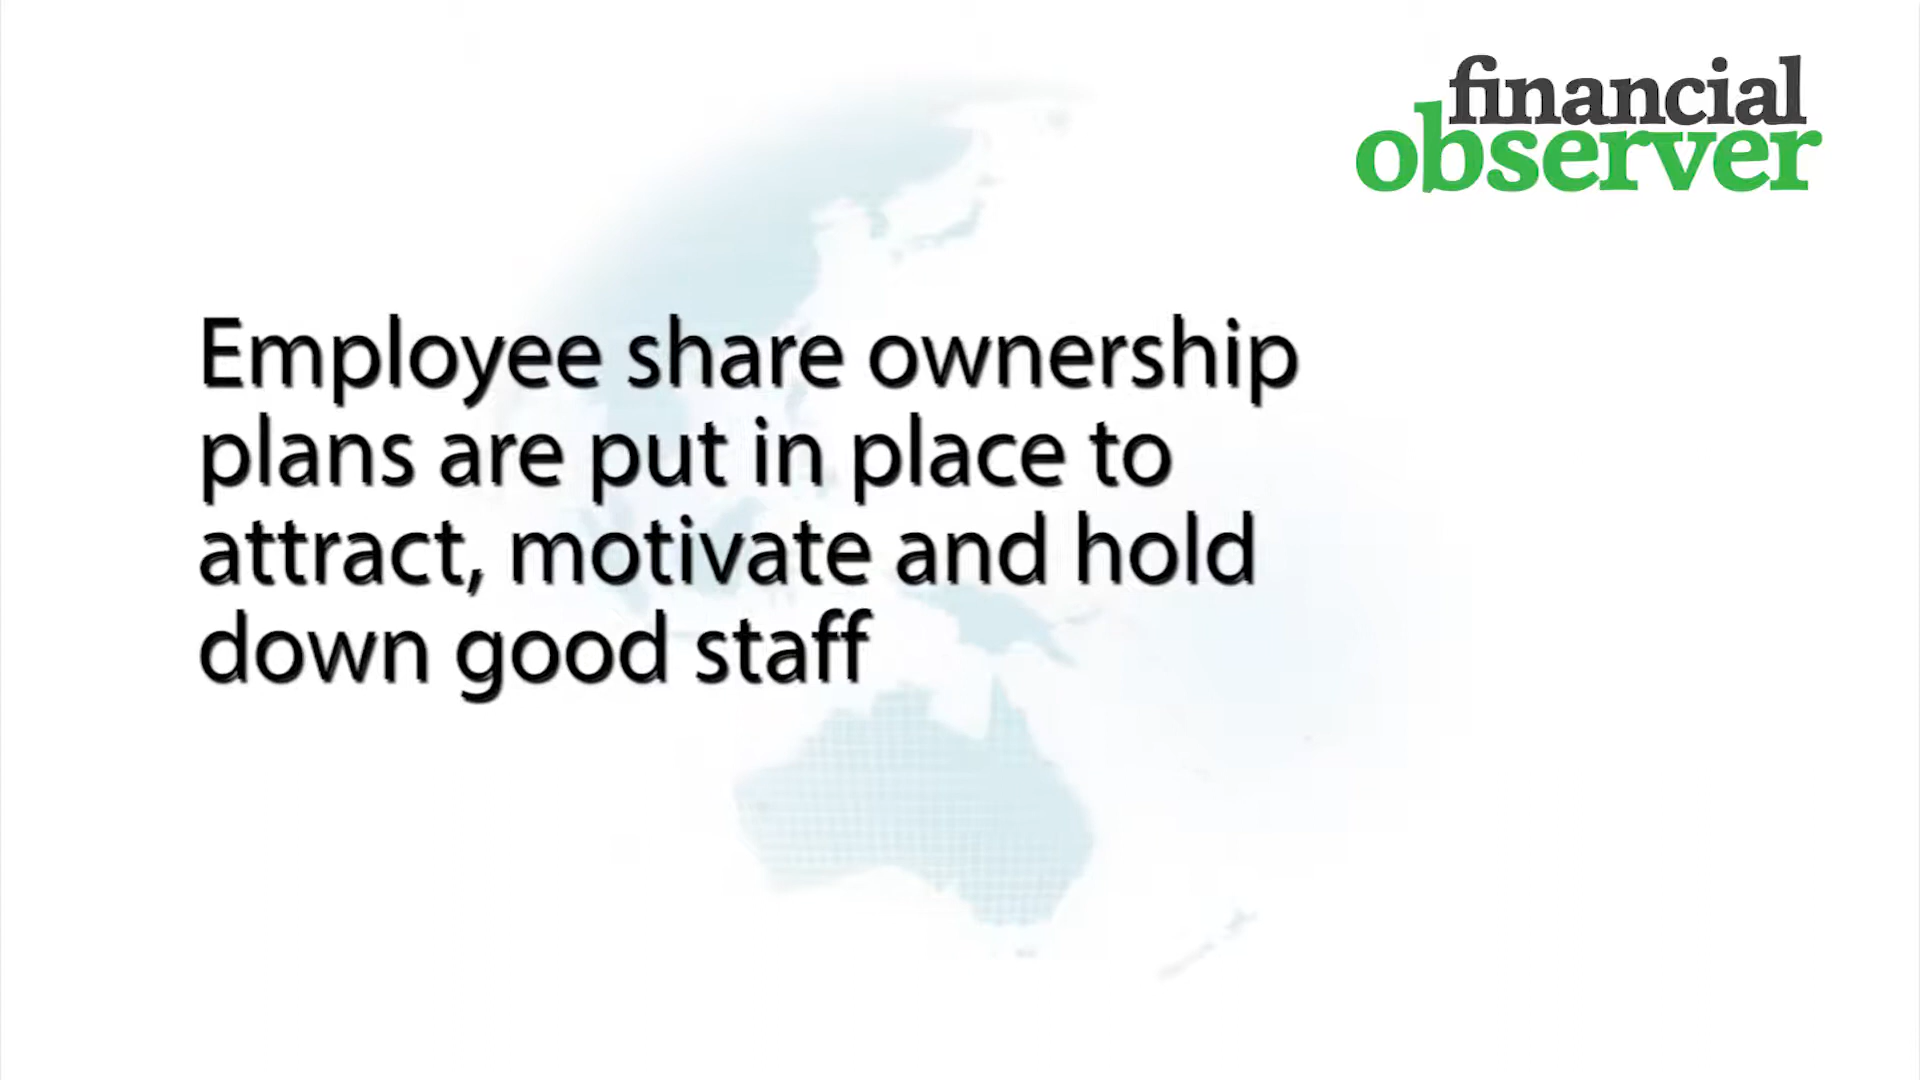 financial
observer
Employee share ownership
plans are put in place to
attract, motivate and hold
down good staff